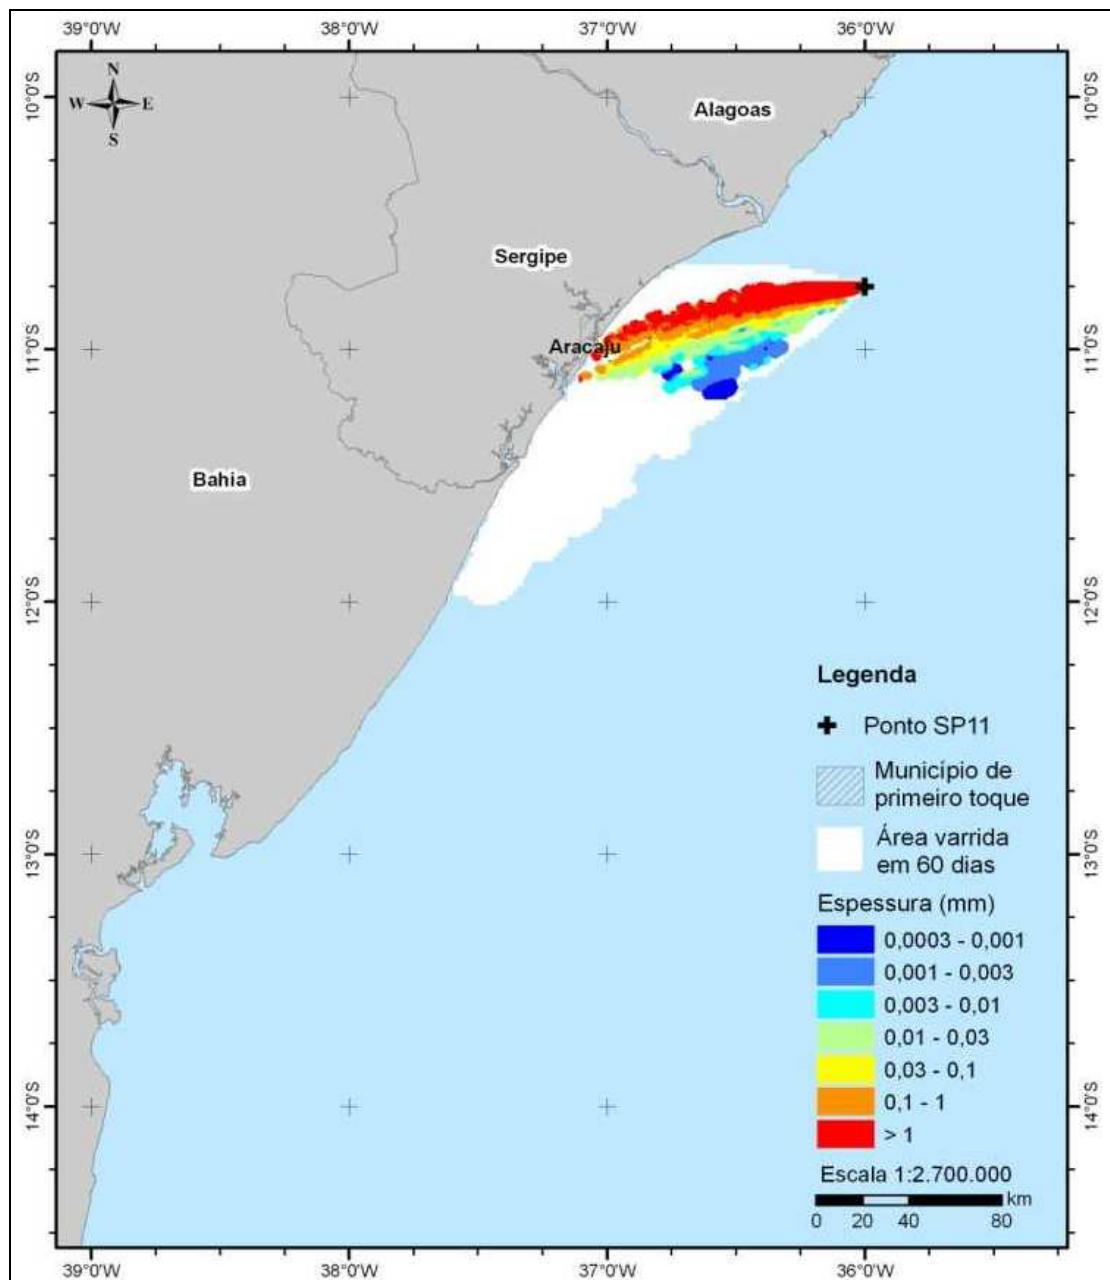 39°0'W 38°0'W 37°0'W 36°0'W
N
W E
S
10°0'S 10°0'S
Alagoas
Sergipe
11°0'S 11°0'S
Aracaju
Bahia
12°0'S 12°0'S
13°0'S 13°0'S
14°0'S 14°0'S
Legenda
Ponto SP11
Município de
primeiro toque
Área varrida
em 60 dias
Espessura (mm)
0,0003 - 0,001
0,001 - 0,003
0,003 - 0,01
0,01 - 0,03
0,03 - 0,1
0,1 - 1
> 1
Escala 1:2.700.000
km
0 20 40 80
39°0'W 38°0'W 37°0'W 36°0'W